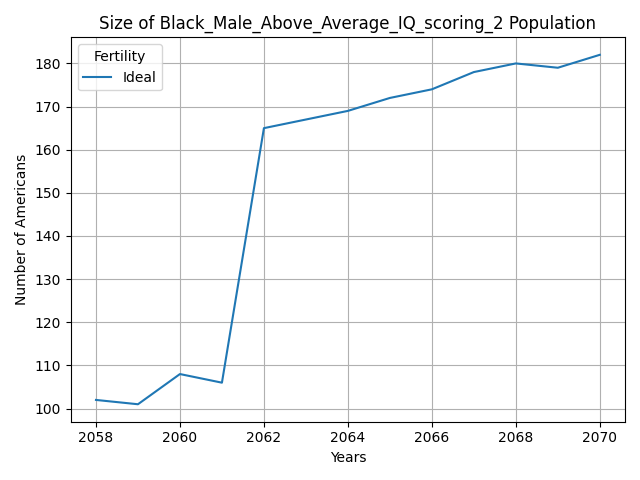 Size of Black_Male_Above_Average_IQ_scoring_2 Population
Fertility
Ideal
Number of Americans
180
170
160
150
140
130
120
110
100
2058 2060 2062 2064 2066 2068 2070
Years